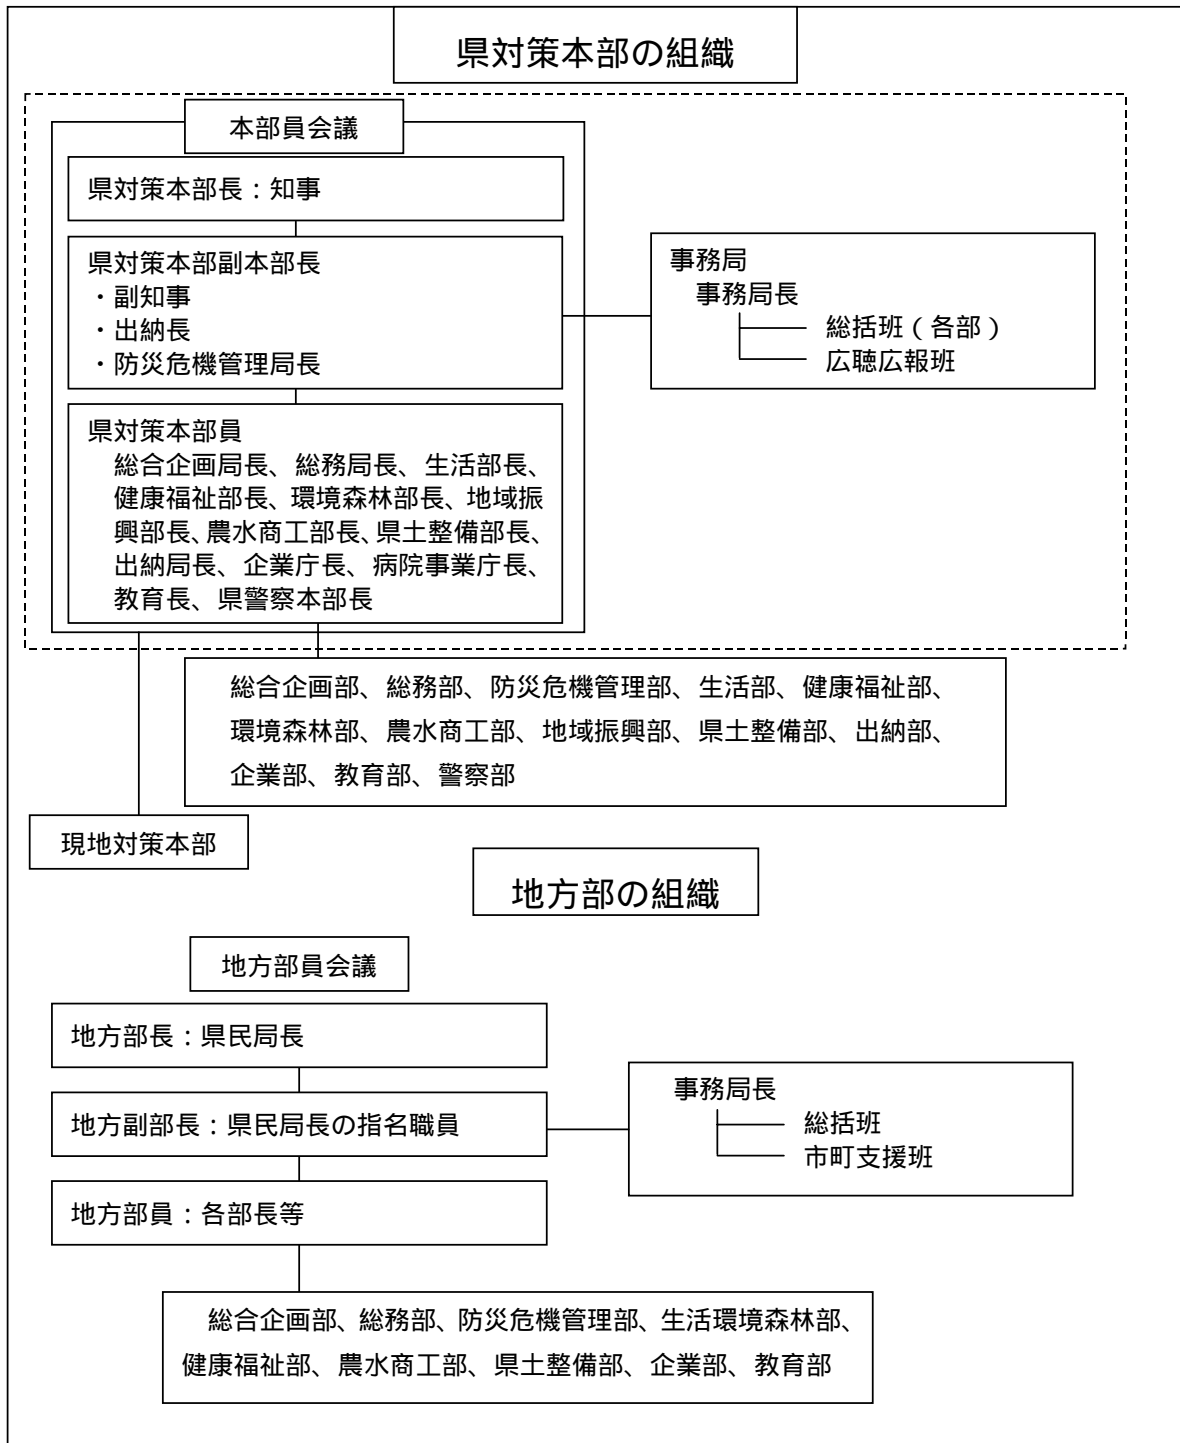 県対策本部の組織
本部員会議
県対策本部長：知事
県対策本部副本部長
・副知事
・出納長
・防災危機管理局長
事務局
事務局長
総括班（各部）
広聴広報班
県対策本部員
総合企画局長、総務局長、生活部長、
健康福祉部長、環境森林部長、地域振
興部長、農水商工部長、県土整備部長、
出納局長、企業庁長、病院事業庁長、
教育長、県警察本部長
総合企画部、総務部、防災危機管理部、生活部、健康福祉部、
環境森林部、農水商工部、地域振興部、県土整備部、出納部、
企業部、教育部、警察部
現地対策本部
地方部の組織
地方部員会議
地方部長：県民局長
地方副部長：県民局長の指名職員
事務局長
総括班
市町支援班
地方部員：各部長等
総合企画部、総務部、防災危機管理部、生活環境森林部、
健康福祉部、農水商工部、県土整備部、企業部、教育部